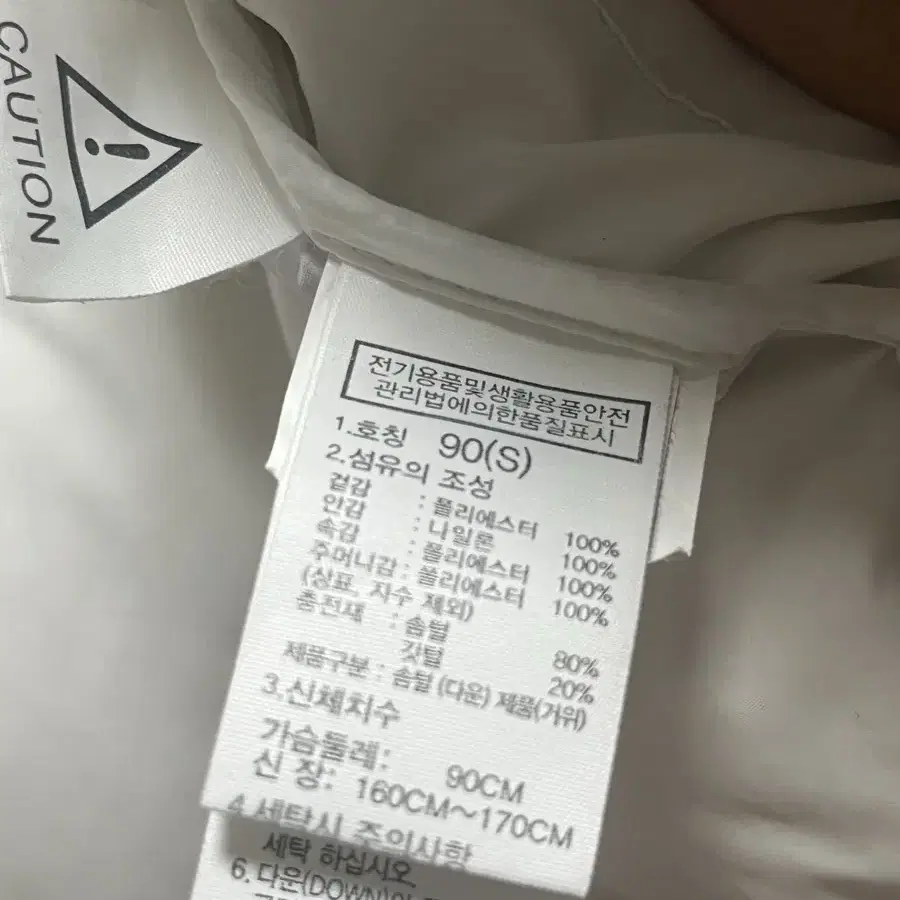 CAUTION
전기용품및생활용품안전
관리법에의한품질표시
1.호칭 90(S)
2.섬유의 조성
겉감 : 폴리에스터 100%
안감 : 나일론 100%
속감 : 폴리에스터 100%
주머니감 : 폴리에스터 100%
(상표, 자수 제외)
충전재 : 솜털 80%
깃털 20%
제품구분 : 솜털 (다운) 제품(거위)
3.신체치수
가슴둘레: 90CM
신 장: 160CM~170CM
4.세탁시 주의사항
세탁 하십시오.
6.다운(DOWN)